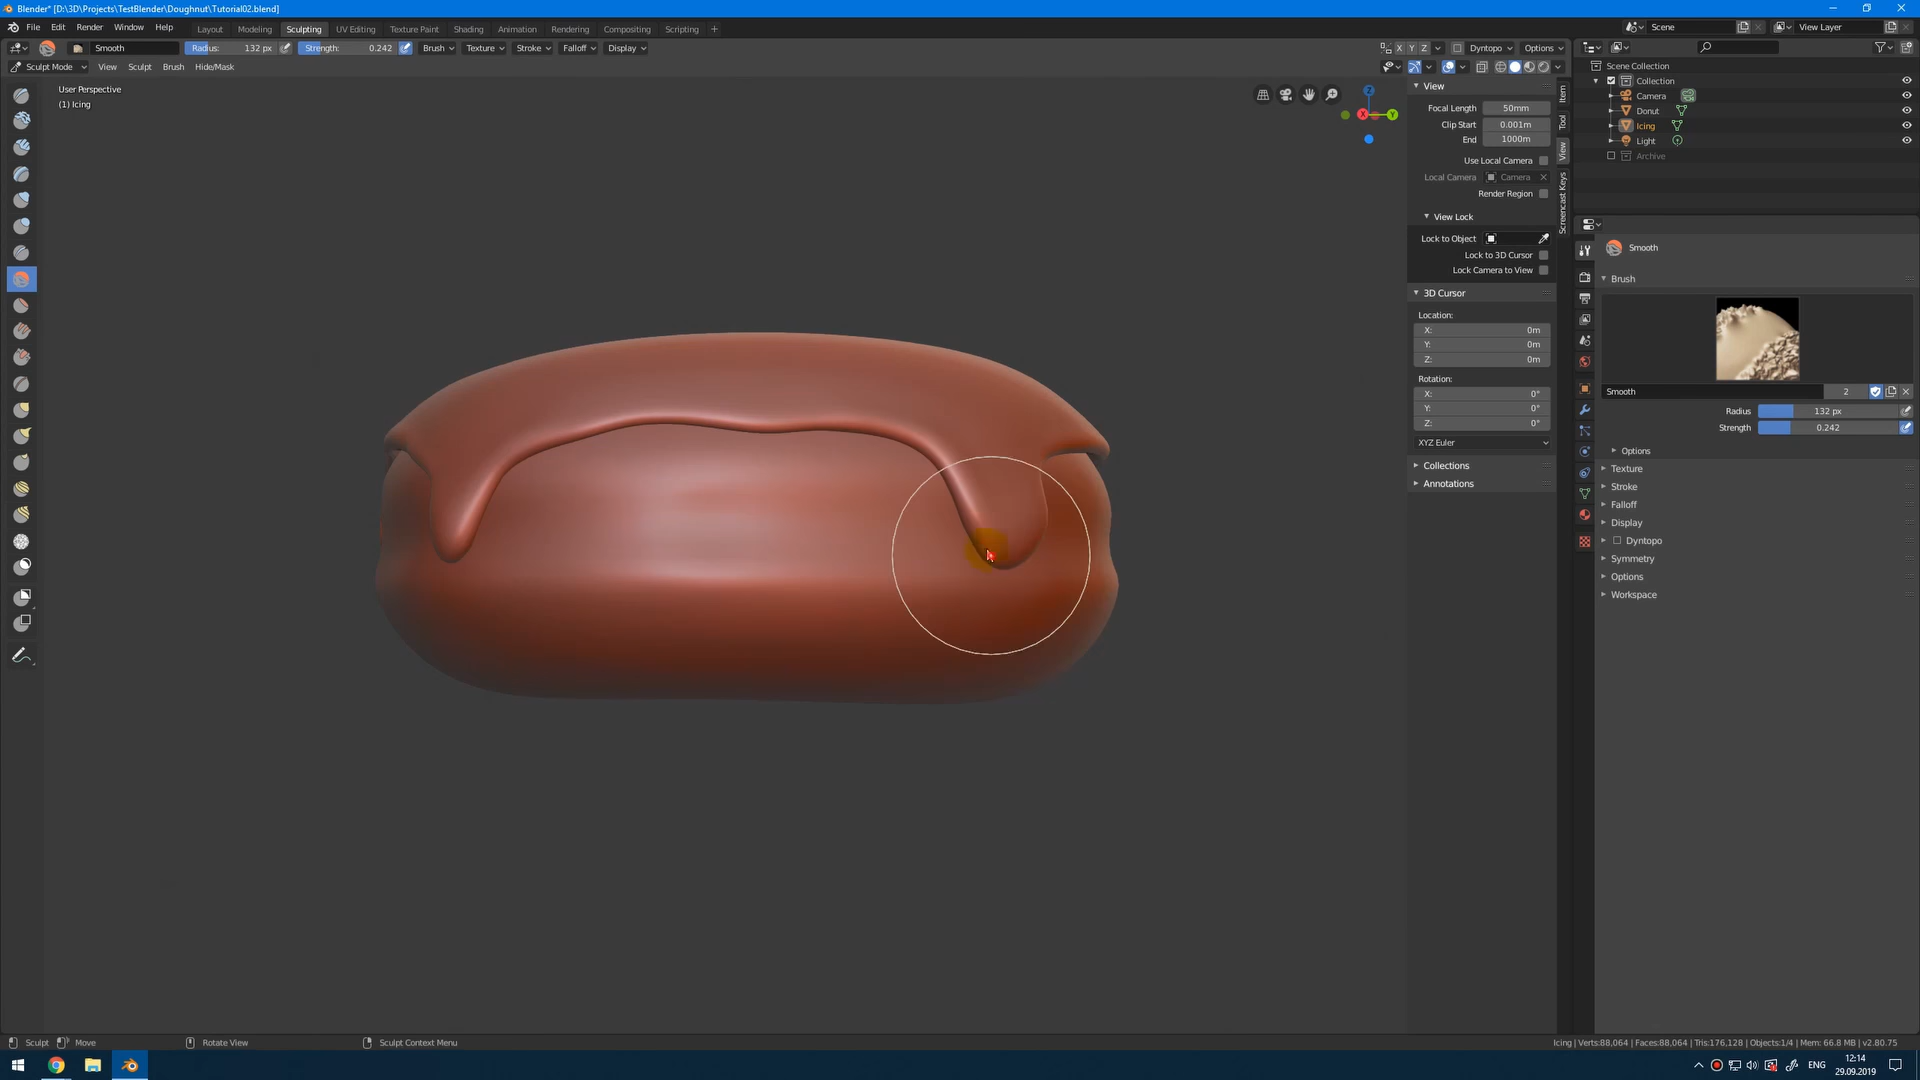 Blender* [D:\3D\Projects\TestBlender\Doughnut\Tutorial02.blend]
File Edit Render Window Help
Layout Modeling Sculpting UV Editing Texture Paint Shading Animation Rendering Compositing Scripting +
Scene
View Layer
Smooth
Radius: 132 px
Strength: 0.242
Brush Texture Stroke Falloff Display
X Y Z
Dyntopo
Options
Sculpt Mode View Sculpt Brush Hide/Mask
User Perspective
(1) Icing
Z
X
Y
View
Focal Length 50mm
Clip Start 0.001m
End 1000m
Use Local Camera
Local Camera Camera
Render Region
View Lock
Lock to Object
Lock to 3D Cursor
Lock Camera to View
3D Cursor
Location:
X: 0m
Y: 0m
Z: 0m
Rotation:
X: 0°
Y: 0°
Z: 0°
XYZ Euler
Collections
Annotations
Item
Tool
View
Screencast Keys
Scene Collection
Collection
Camera
Donut
Icing
Light
Archive
Smooth
Brush
Smooth 2
Radius 132 px
Strength 0.242
Options
Texture
Stroke
Falloff
Display
Dyntopo
Symmetry
Options
Workspace
Sculpt
Move
Rotate View
Sculpt Context Menu
Icing | Verts:88,064 | Faces:88,064 | Tris:176,128 | Objects:1/4 | Mem: 66.8 MB | v2.80.75
ENG
12:14
29.09.2019